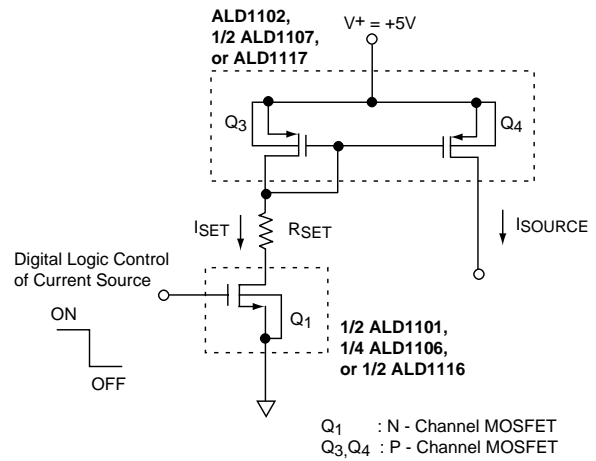 ALD1102,
1/2 ALD1107,
or ALD1117
V+ = +5V
Q3
Q4
ISET
RSET
ISOURCE
Digital Logic Control
of Current Source
ON
OFF
Q1
1/2 ALD1101,
1/4 ALD1106,
or 1/2 ALD1116
Q1 : N - Channel MOSFET
Q3,Q4 : P - Channel MOSFET